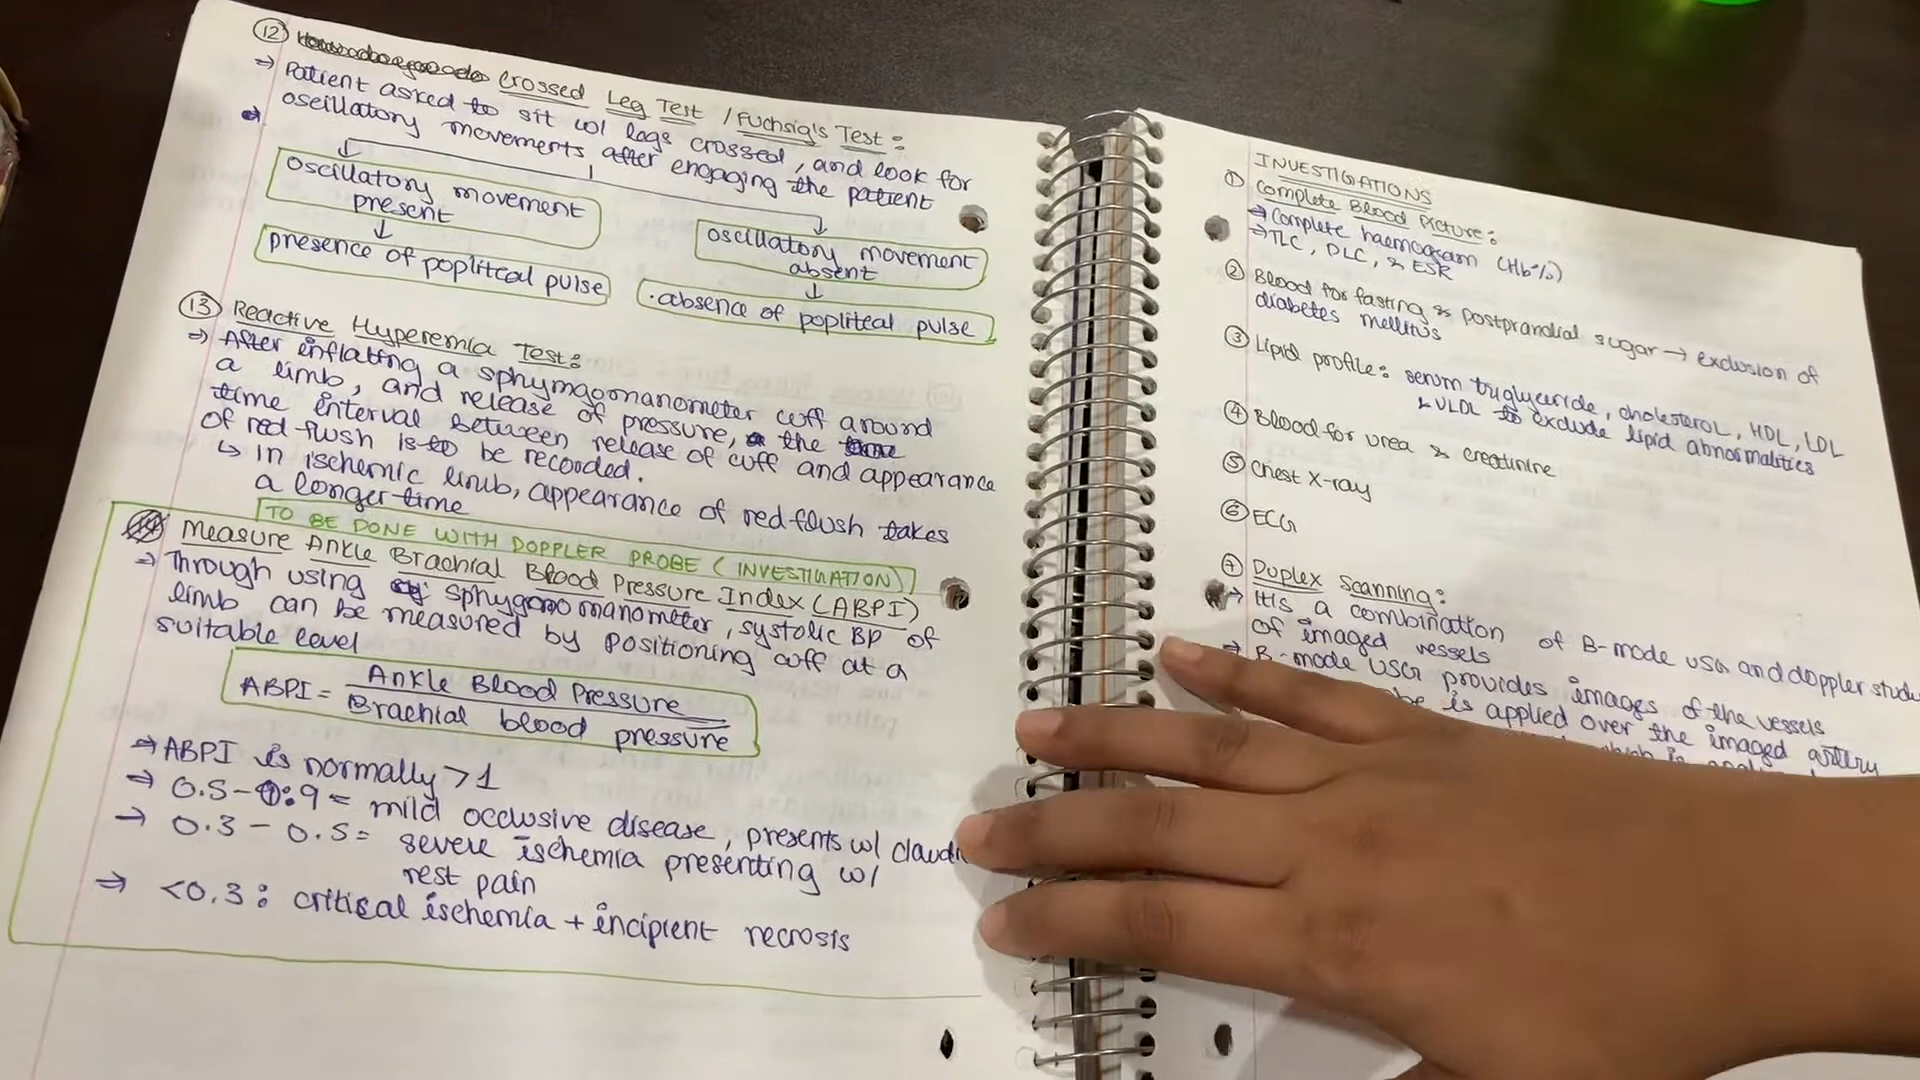 12 Crossed Leg Test / Fuchsig's Test:
⇒ Patient asked to sit w/ legs crossed, and look for
oscillatory movements after engaging the patient
oscillatory movement
present
presence of popliteal pulse
oscillatory movement
absent
absence of popliteal pulse
13 Reactive Hyperemia Test:
⇒ After inflating a sphymgomanometer cuff around
a limb, and release of pressure, the
time interval between release of cuff and appearance
of red flush is to be recorded.
↳ in ischemic limb, appearance of red flush takes
a longer time
TO BE DONE WITH DOPPLER PROBE (INVESTIGATION)
Measure Ankle Brachial Blood Pressure Index (ABPI)
⇒ Through using sphygmomanometer, systolic BP of
limb can be measured by positioning cuff at a
suitable level
ABPI = Ankle Blood Pressure
Brachial blood pressure
⇒ ABPI is normally >1
⇒ 0.5-0.9 = mild occlusive disease, presents w/ claudi
→ 0.3-0.5 = severe ischemia presenting w/
rest pain
⇒ <0.3: critical ischemia + incipient necrosis
INVESTIGATIONS
1 Complete Blood Picture:
⇒ Complete haemogram (Hb%)
⇒ TLC, DLC, & ESR
2 Blood for fasting & postprandial sugar → exclusion of
diabetes mellitus
3 Lipid profile: serum triglyceride, cholesterol, HDL, LDL
& VLDL to exclude lipid abnormalities
4 Blood for urea & creatinine
5 Chest X-ray
6 ECG
7 Duplex Scanning:
⇒ It is a combination of B-mode USG and doppler
of imaged vessels
⇒ B-mode USG provides images of the vessels
is applied over the imaged artery